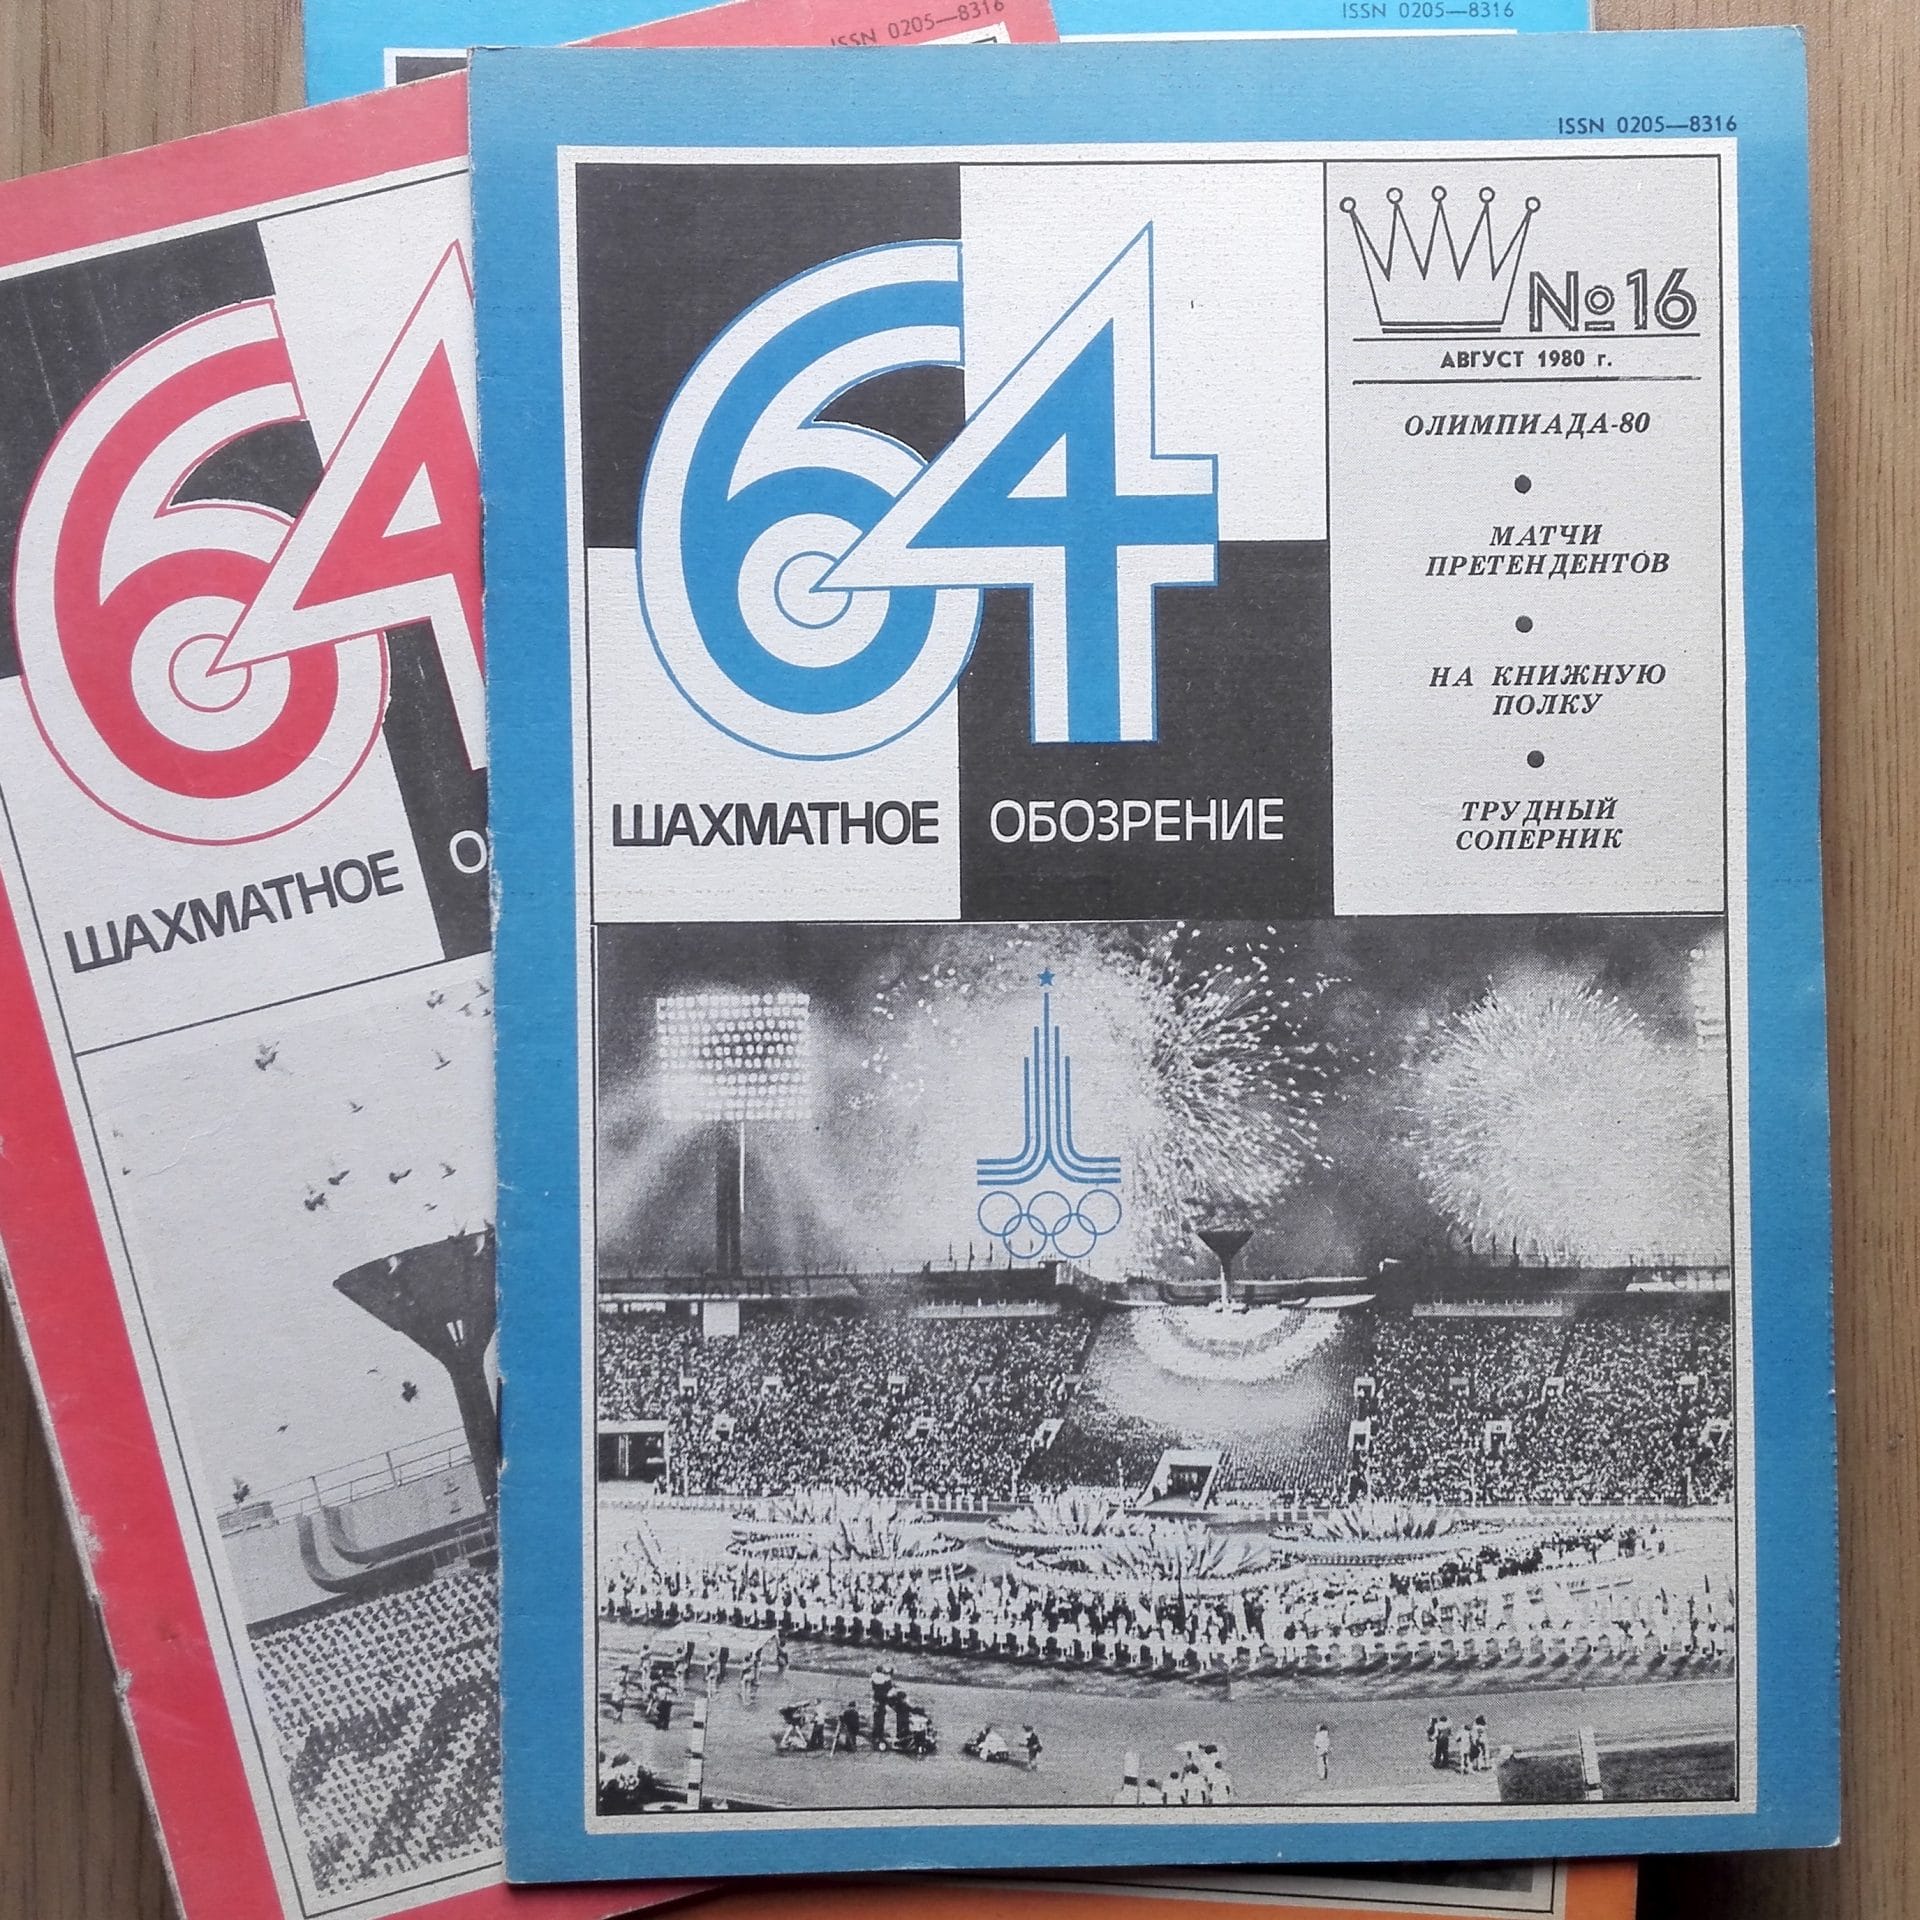 ISSN 0205—8316
ISSN 0205—8316
ISSN 0205—8316
64
№16
АВГУСТ 1980 г.
ОЛИМПИАДА-80
МАТЧИ
ПРЕТЕНДЕНТОВ
НА КНИЖНУЮ
ПОЛКУ
ТРУДНЫЙ
СОПЕРНИК
ШАХМАТНОЕ ОБОЗРЕНИЕ
64
ШАХМАТНОЕ О